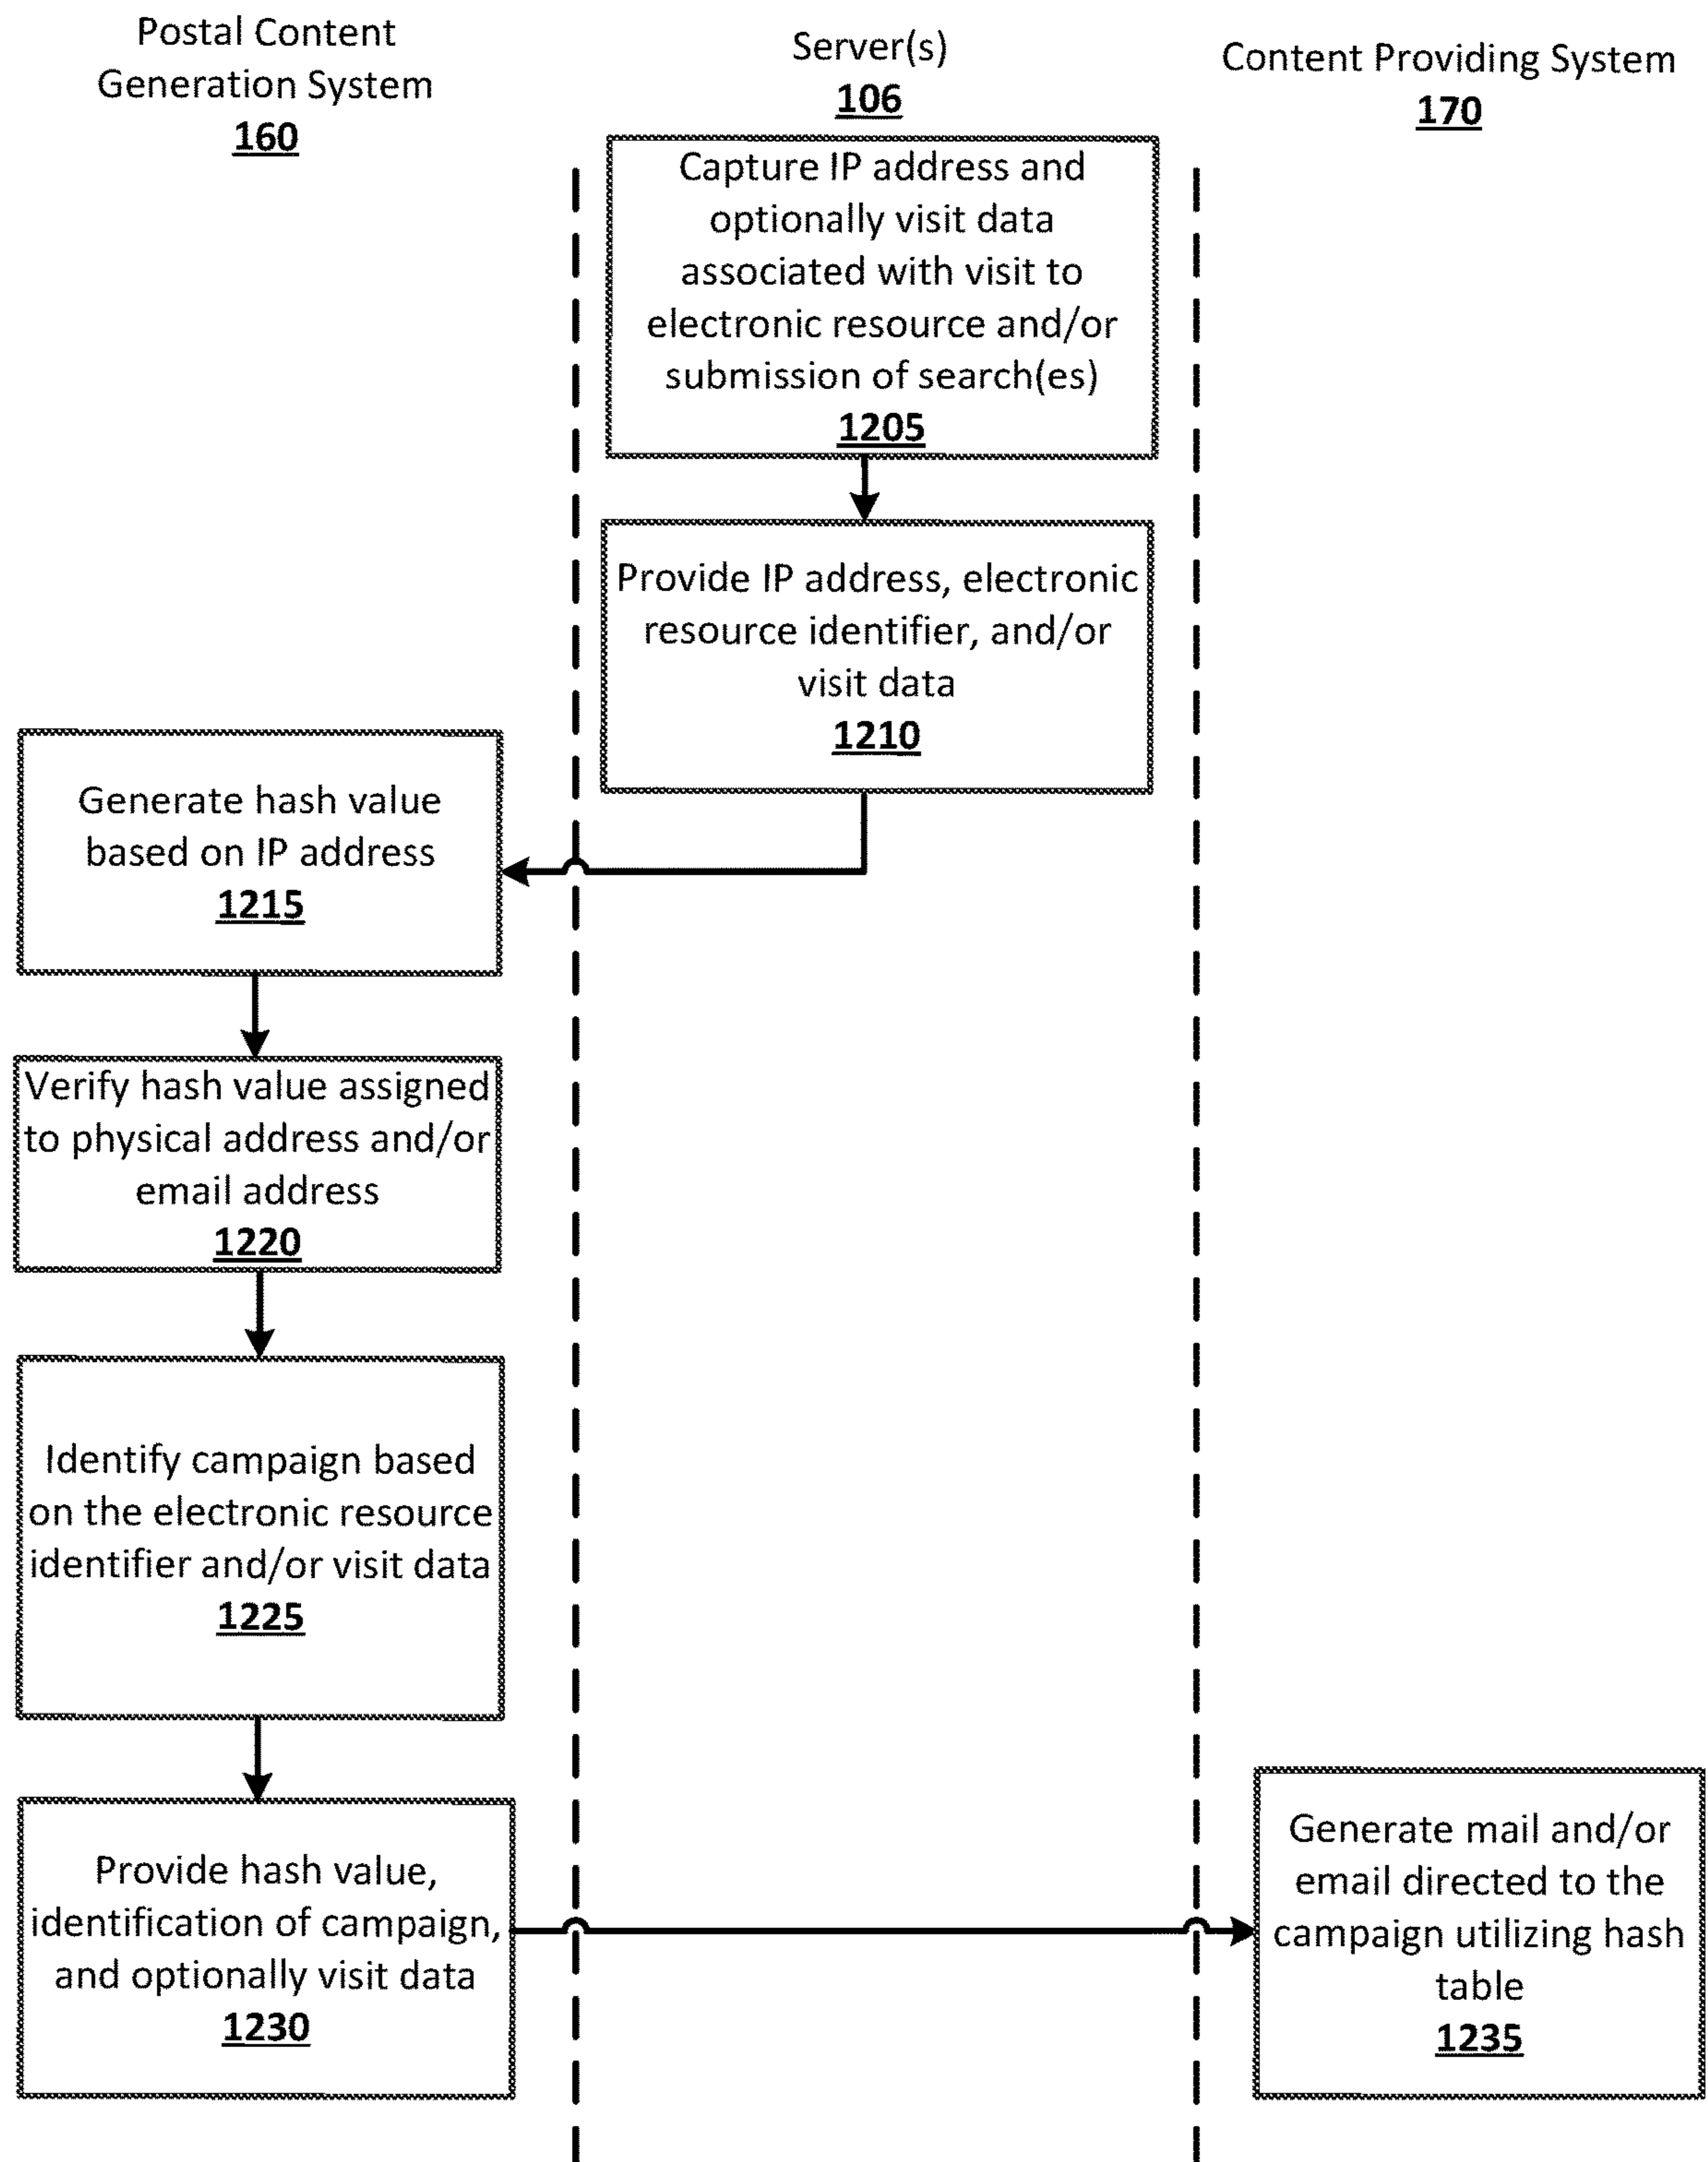 Postal Content
Generation System
160
Server(s)
106
Content Providing System
170
Capture IP address and
optionally visit data
associated with visit to
electronic resource and/or
submission of search(es)
1205
Provide IP address, electronic
resource identifier, and/or
visit data
1210
Generate hash value
based on IP address
1215
Verify hash value assigned
to physical address and/or
email address
1220
Identify campaign based
on the electronic resource
identifier and/or visit data
1225
Provide hash value,
identification of campaign,
and optionally visit data
1230
Generate mail and/or
email directed to the
campaign utilizing hash
table
1235